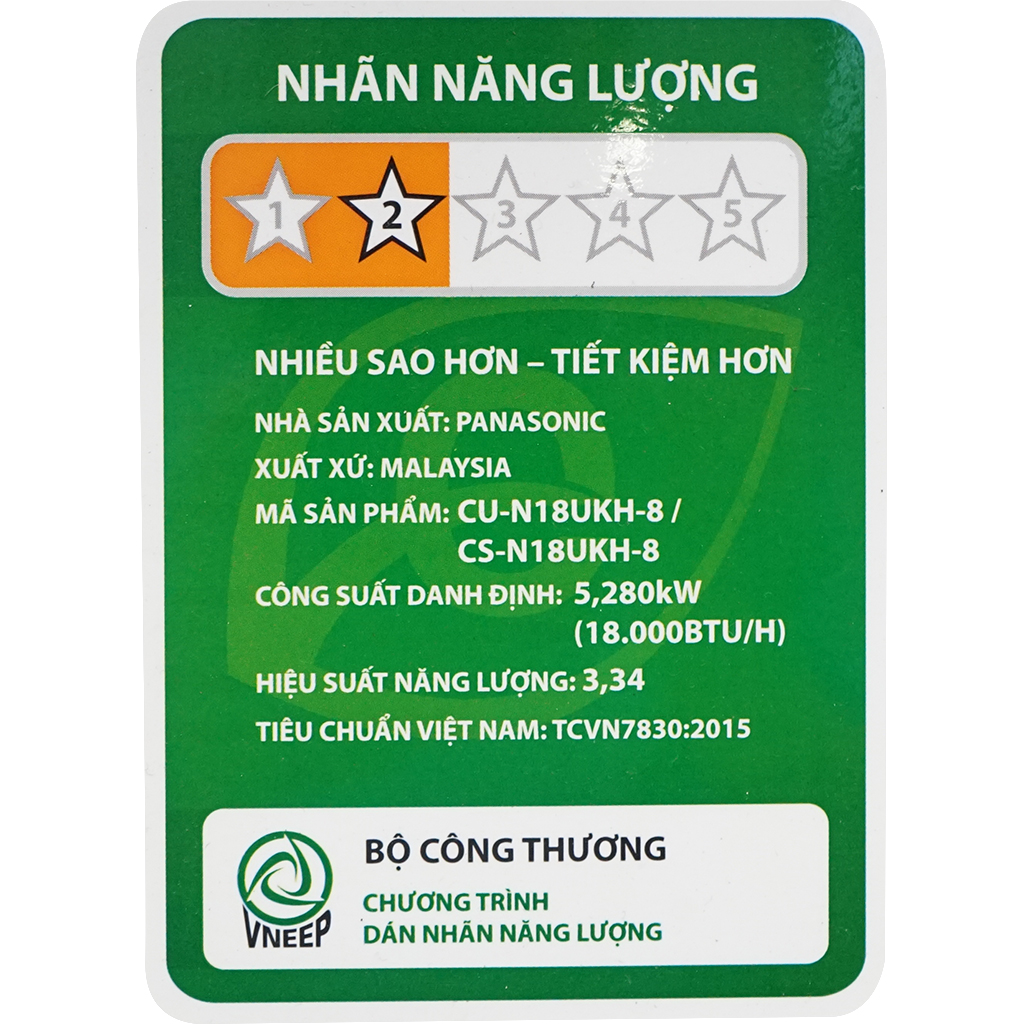 NHÃN NĂNG LƯỢNG
1 2 3 4 5
NHIỀU SAO HƠN – TIẾT KIỆM HƠN
NHÀ SẢN XUẤT: PANASONIC
XUẤT XỨ: MALAYSIA
MÃ SẢN PHẨM: CU-N18UKH-8 /
CS-N18UKH-8
CÔNG SUẤT DANH ĐỊNH: 5,280kW
(18.000BTU/H)
HIỆU SUẤT NĂNG LƯỢNG: 3,34
TIÊU CHUẨN VIỆT NAM: TCVN7830:2015
BỘ CÔNG THƯƠNG
CHƯƠNG TRÌNH
DÁN NHÃN NĂNG LƯỢNG
VNEEP